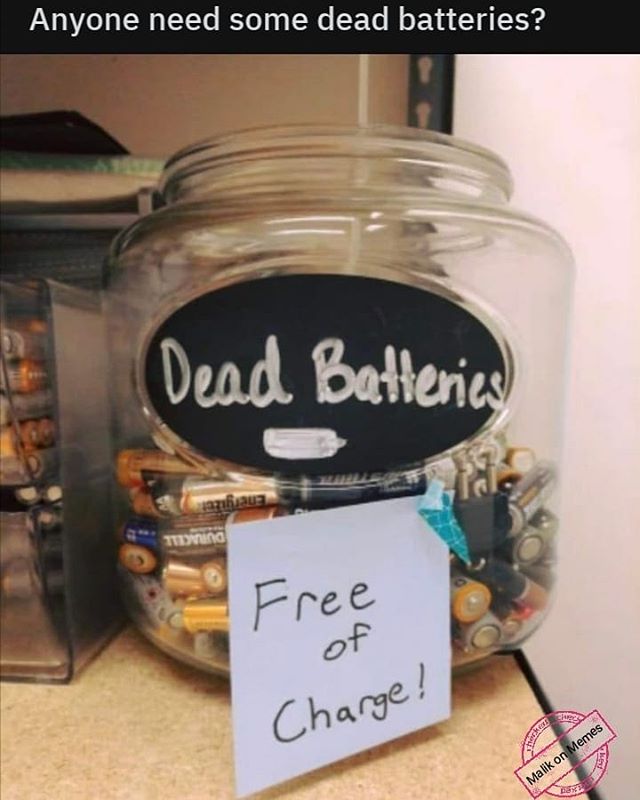 Anyone need some dead batteries?
Dead Batteries
Energizer
DURACELL
Free
of
Charge!
Malik on Memes